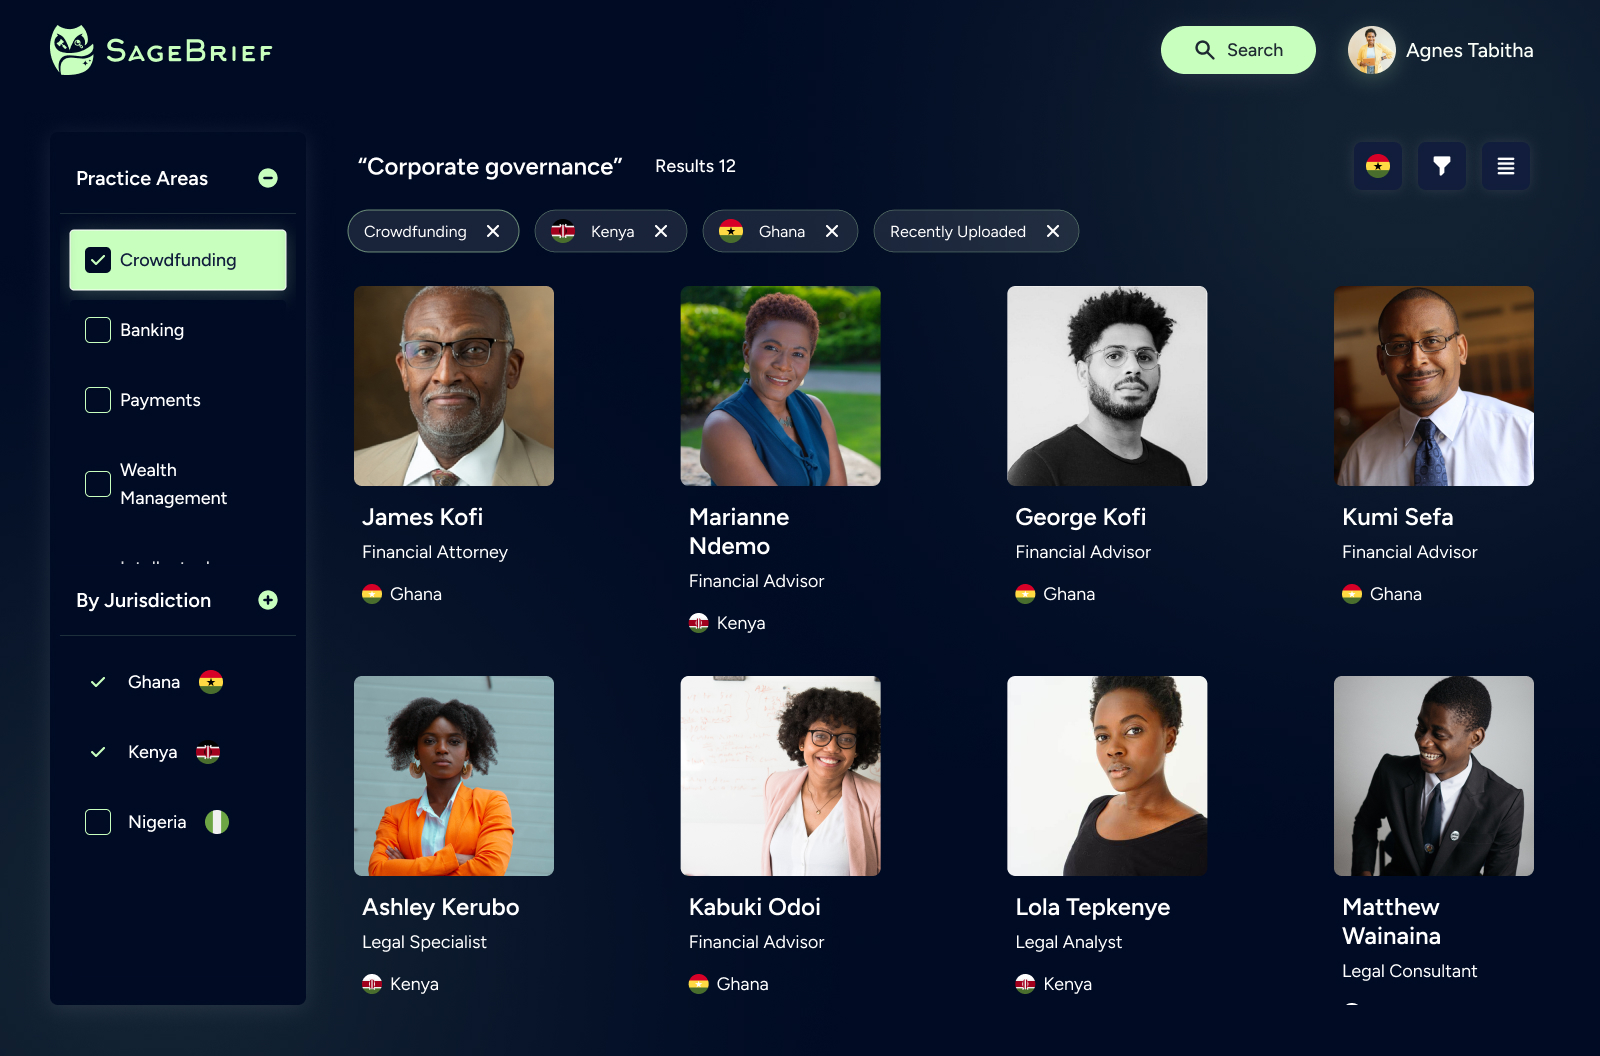 SAGEBRIEF
Search
Agnes Tabitha
Practice Areas
Crowdfunding
Banking
Payments
Wealth
Management
By Jurisdiction
Ghana
Kenya
Nigeria
“Corporate governance”
Results 12
Crowdfunding
Kenya
Ghana
Recently Uploaded
James Kofi
Financial Attorney
Ghana
Marianne
Ndemo
Financial Advisor
Kenya
George Kofi
Financial Advisor
Ghana
Kumi Sefa
Financial Advisor
Ghana
Ashley Kerubo
Legal Specialist
Kenya
Kabuki Odoi
Financial Advisor
Ghana
Lola Tepkenye
Legal Analyst
Kenya
Matthew
Wainaina
Legal Consultant